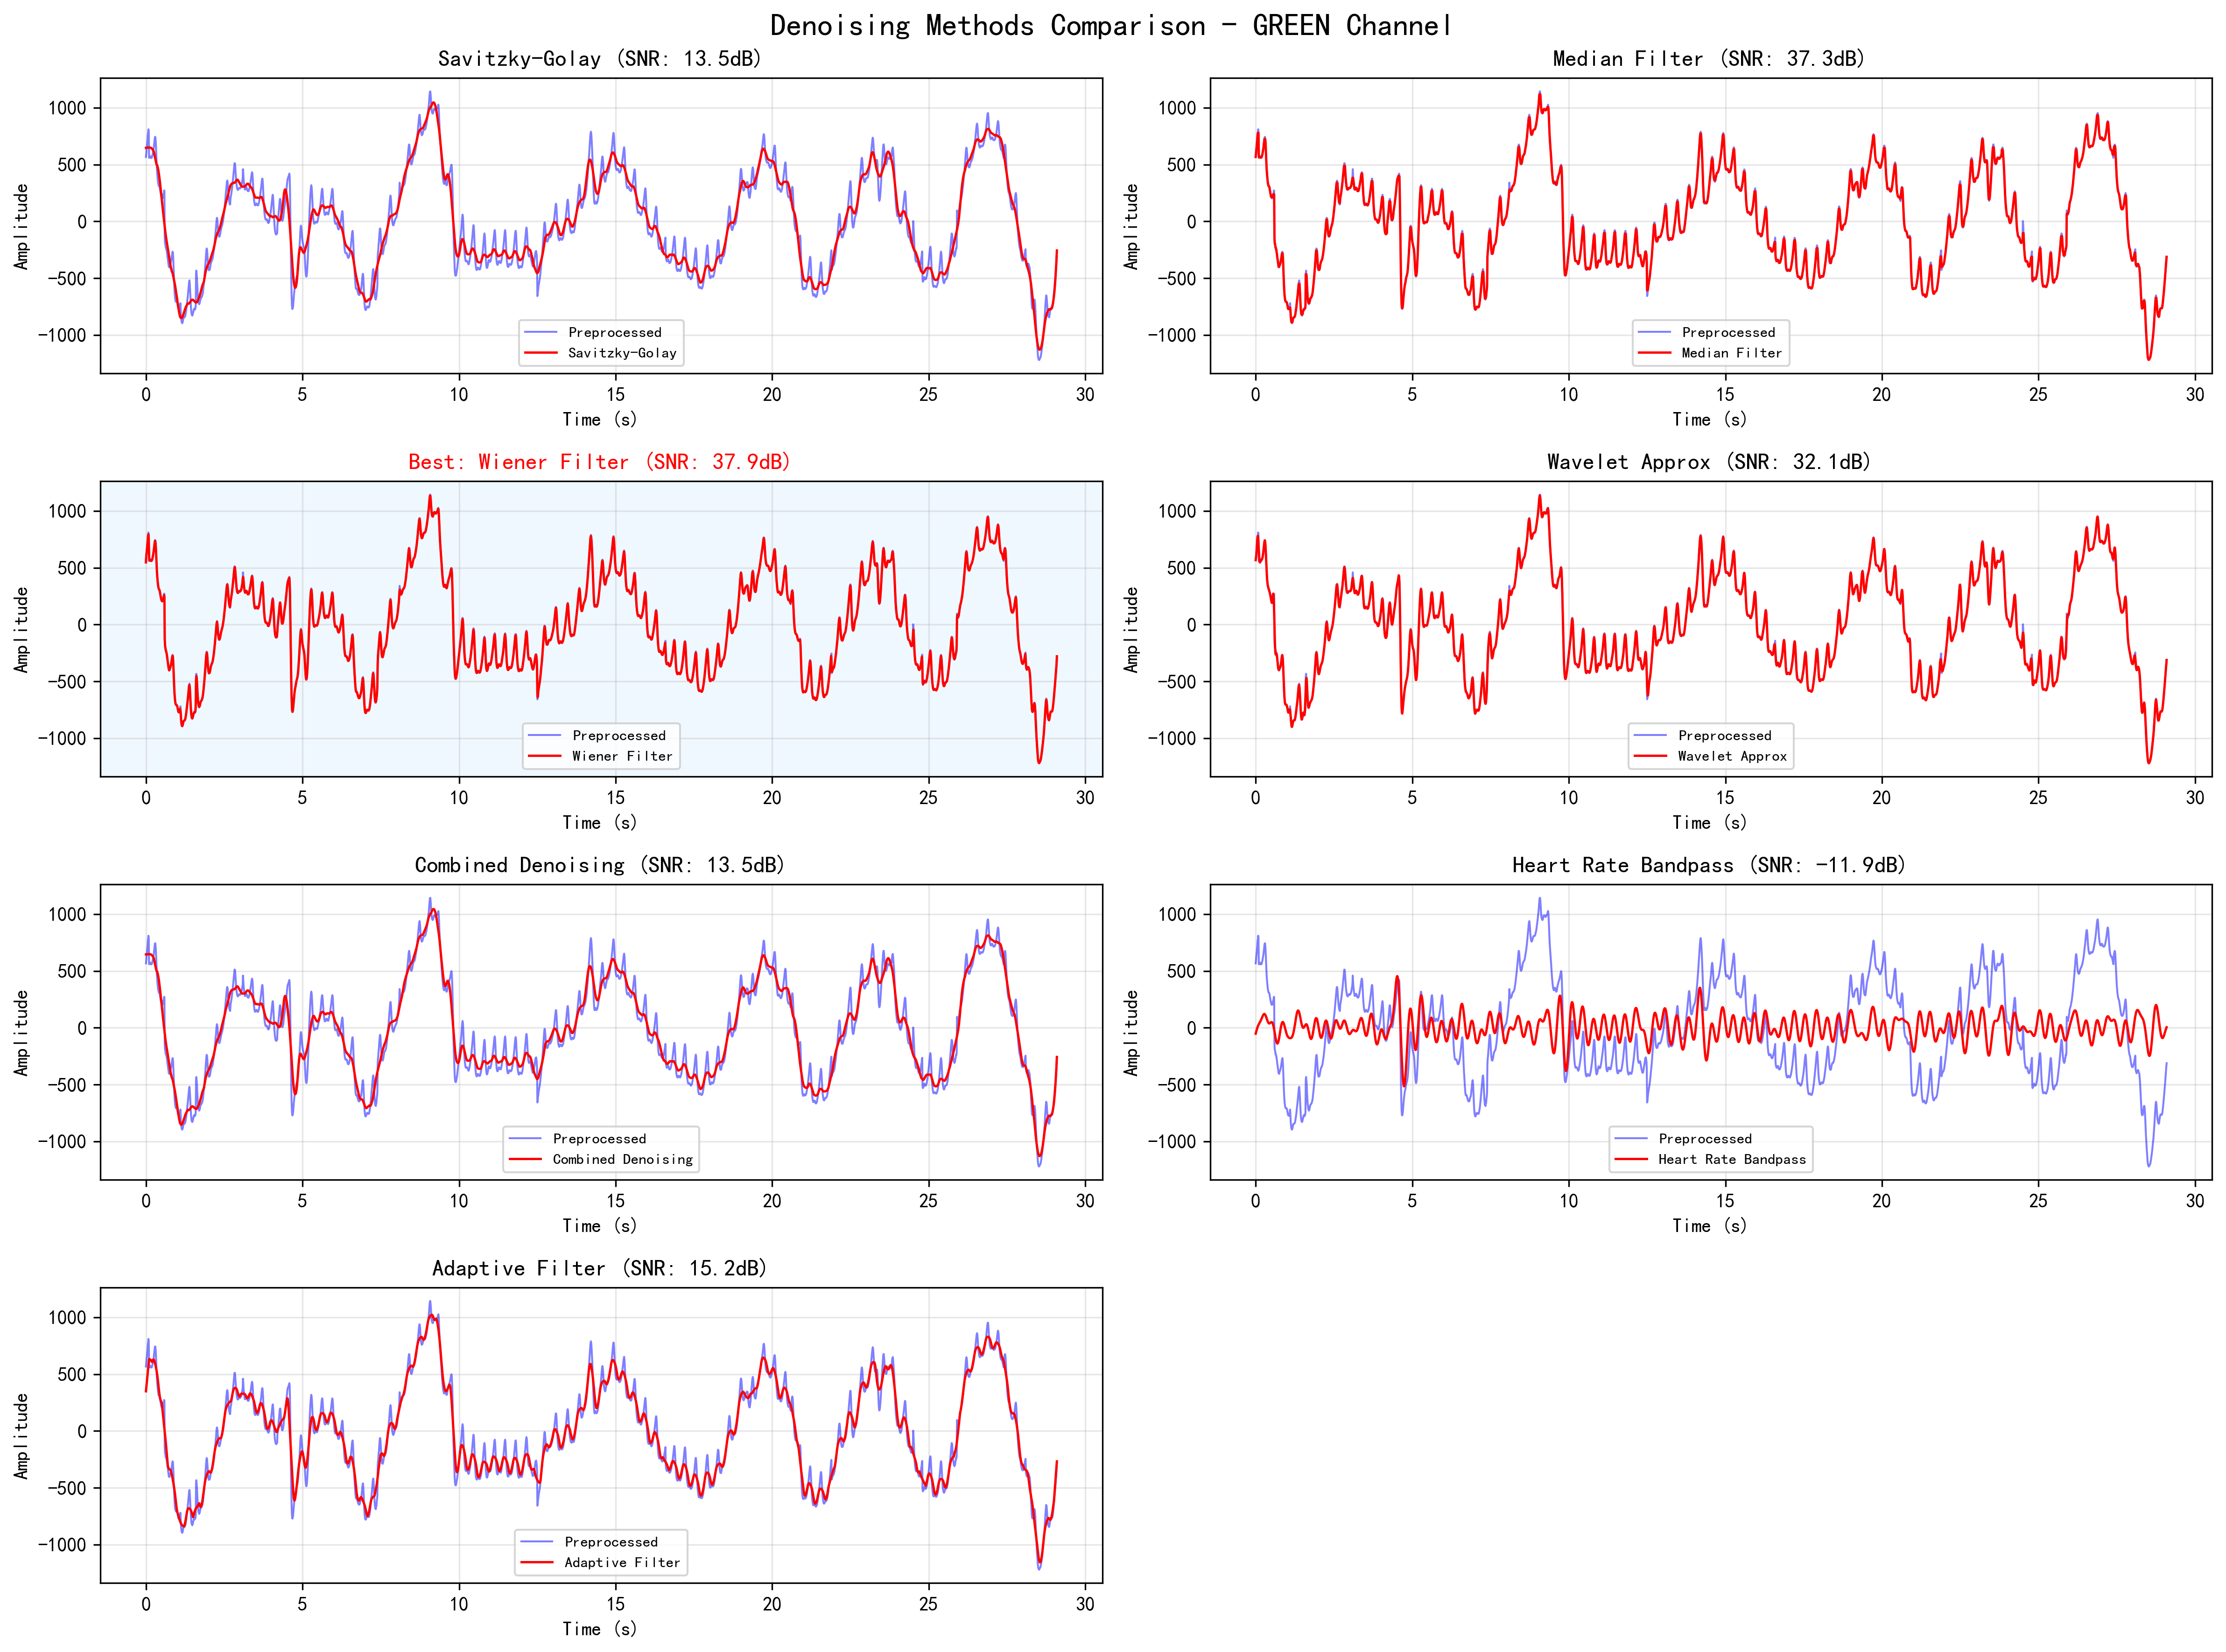 Denoising Methods Comparison - GREEN Channel
Savitzky-Golay (SNR: 13.5dB)
1000
500
0
-500
-1000
Amplitude
Preprocessed
Savitzky-Golay
0 5 10 15 20 25 30
Time (s)
Median Filter (SNR: 37.3dB)
1000
500
0
-500
-1000
Amplitude
Preprocessed
Median Filter
0 5 10 15 20 25 30
Time (s)
Best: Wiener Filter (SNR: 37.9dB)
1000
500
0
-500
-1000
Amplitude
Preprocessed
Wiener Filter
0 5 10 15 20 25 30
Time (s)
Wavelet Approx (SNR: 32.1dB)
1000
500
0
-500
-1000
Amplitude
Preprocessed
Wavelet Approx
0 5 10 15 20 25 30
Time (s)
Combined Denoising (SNR: 13.5dB)
1000
500
0
-500
-1000
Amplitude
Preprocessed
Combined Denoising
0 5 10 15 20 25 30
Time (s)
Heart Rate Bandpass (SNR: -11.9dB)
1000
500
0
-500
-1000
Amplitude
Preprocessed
Heart Rate Bandpass
0 5 10 15 20 25 30
Time (s)
Adaptive Filter (SNR: 15.2dB)
1000
500
0
-500
-1000
Amplitude
Preprocessed
Adaptive Filter
0 5 10 15 20 25 30
Time (s)